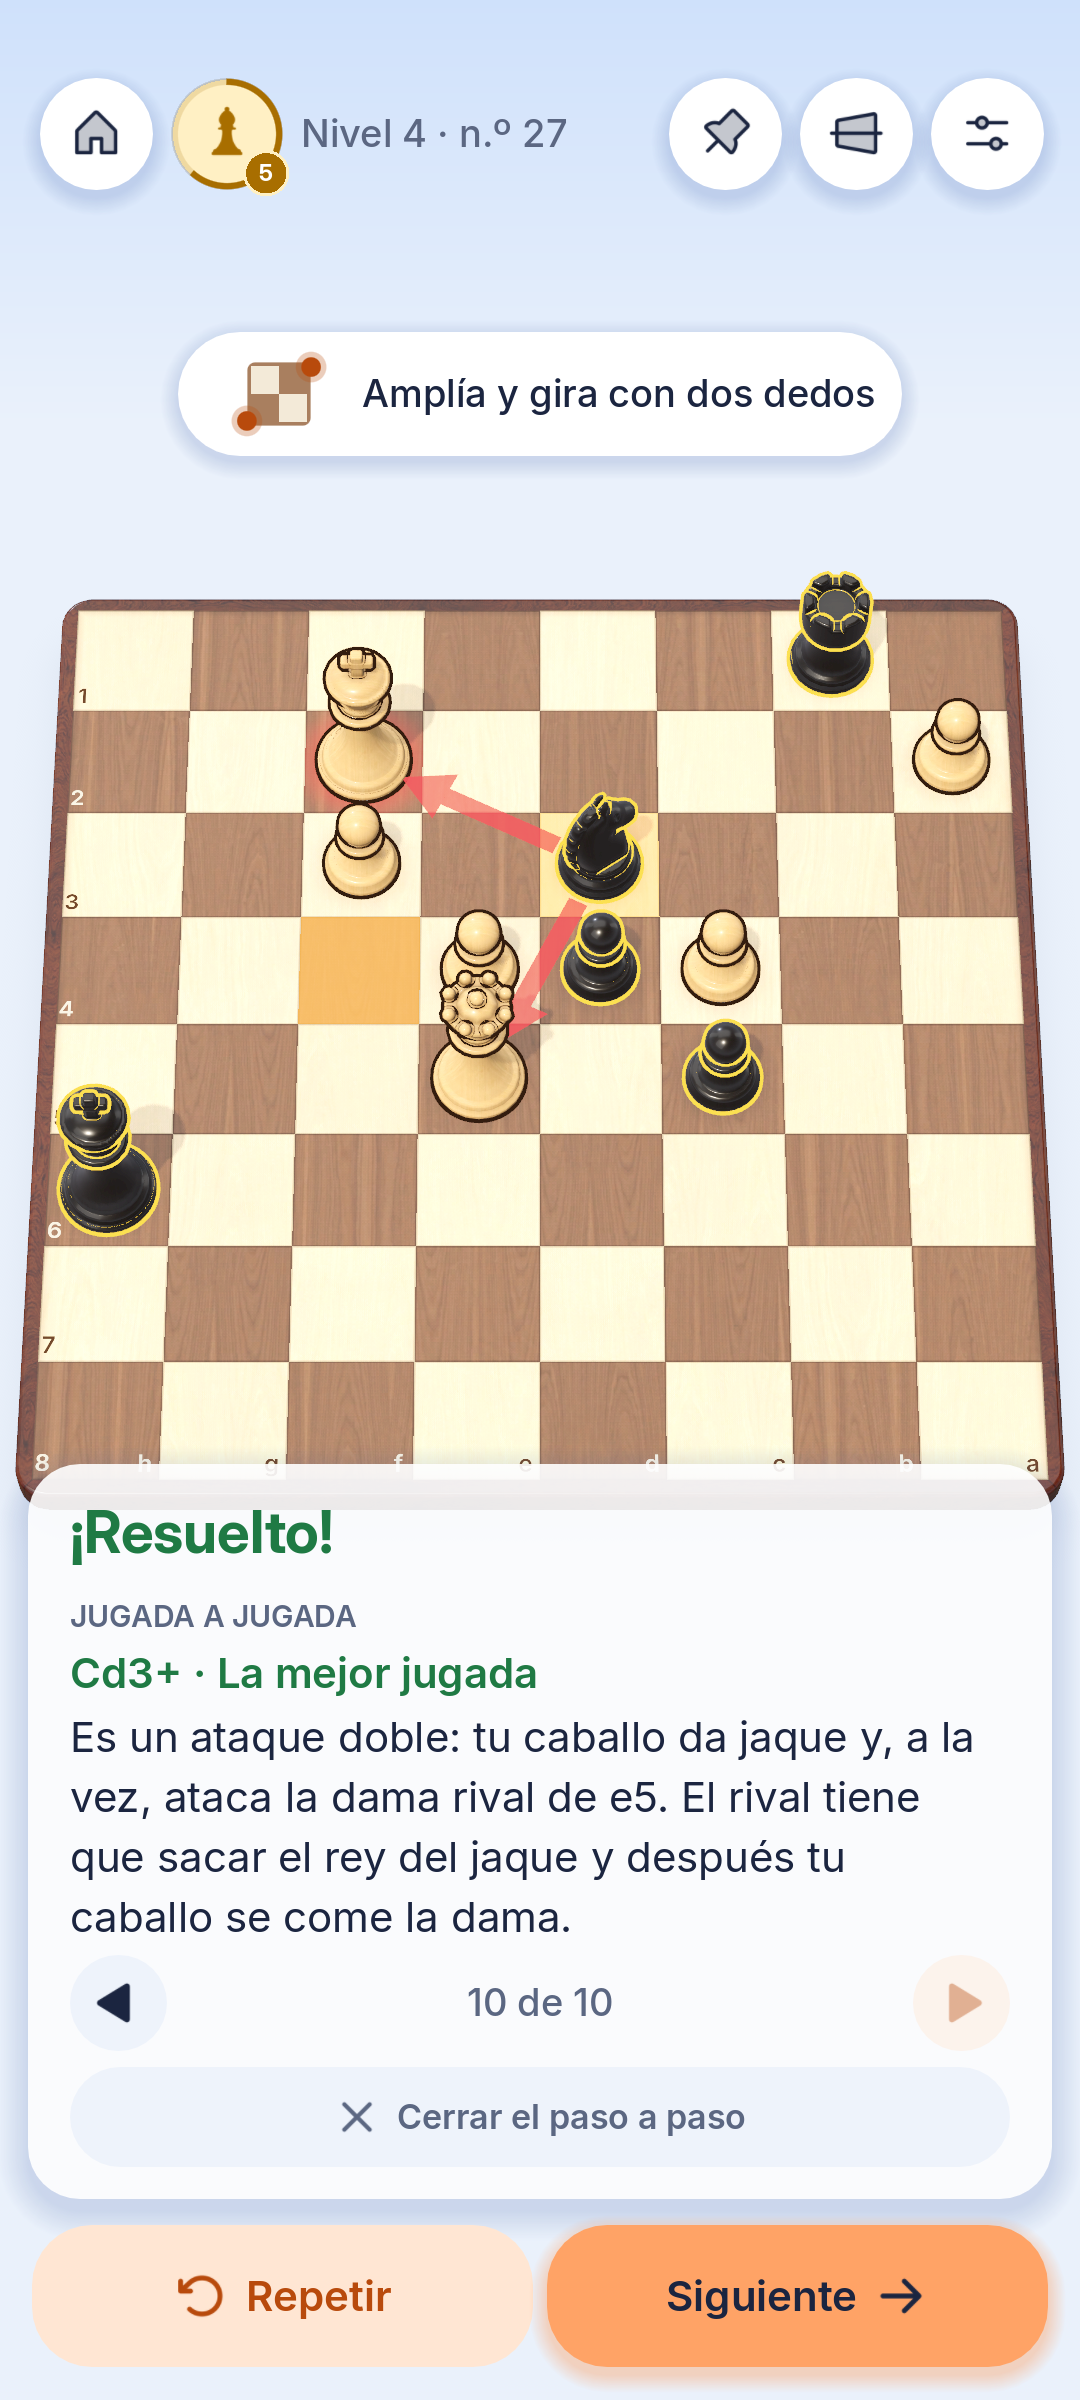 Nivel 4 · n.º 27
5
Amplía y gira con dos dedos
1
2
3
4
6
7
8 h g f e d c b a
¡Resuelto!
JUGADA A JUGADA
Cd3+ · La mejor jugada
Es un ataque doble: tu caballo da jaque y, a la
vez, ataca la dama rival de e5. El rival tiene
que sacar el rey del jaque y después tu
caballo se come la dama.
10 de 10
Cerrar el paso a paso
Repetir
Siguiente